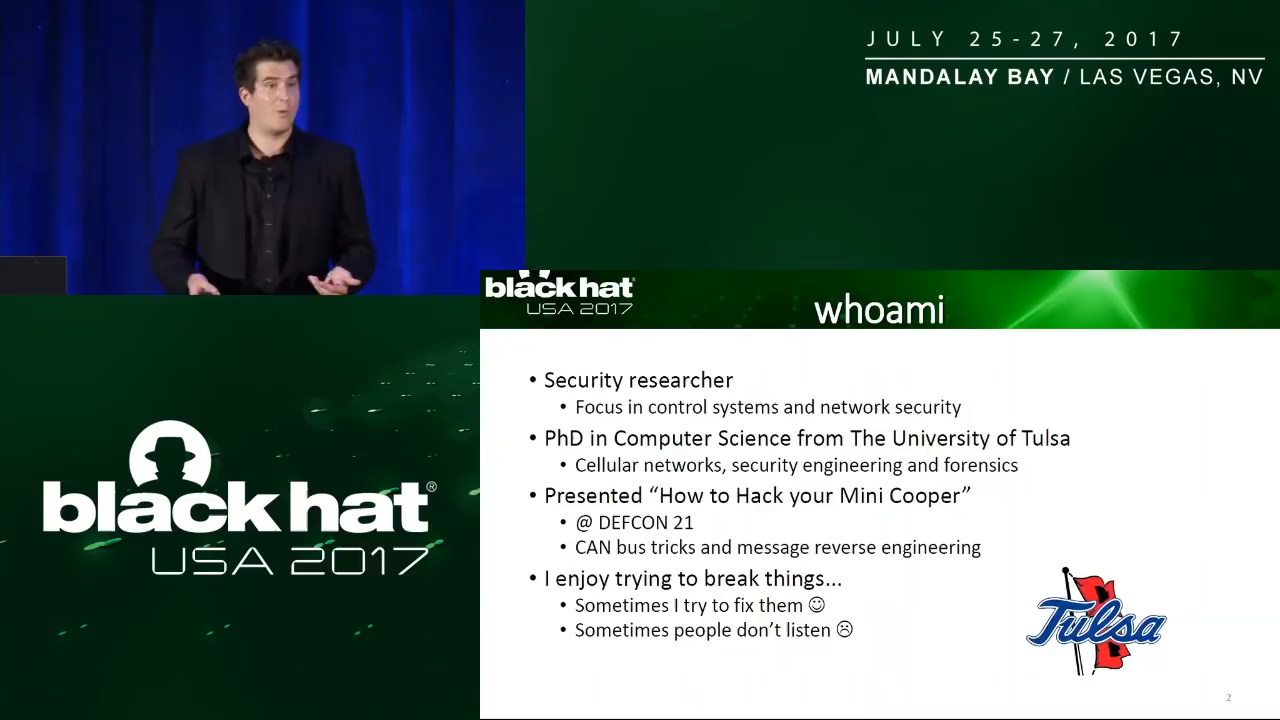 JULY 25-27, 2017
MANDALAY BAY / LAS VEGAS, NV
black hat®
USA 2017
whoami
• Security researcher
• Focus in control systems and network security
• PhD in Computer Science from The University of Tulsa
• Cellular networks, security engineering and forensics
• Presented “How to Hack your Mini Cooper”
• @ DEFCON 21
• CAN bus tricks and message reverse engineering
• I enjoy trying to break things...
• Sometimes I try to fix them ☺
• Sometimes people don’t listen ☹
Tulsa
2
black hat®
USA 2017